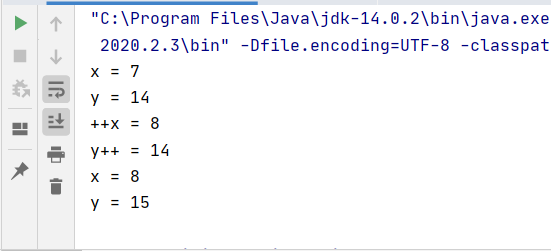 "C:\Program Files\Java\jdk-14.0.2\bin\java.exe
2020.2.3\bin" -Dfile.encoding=UTF-8 -classpat
x = 7
y = 14
++x = 8
y++ = 14
x = 8
y = 15